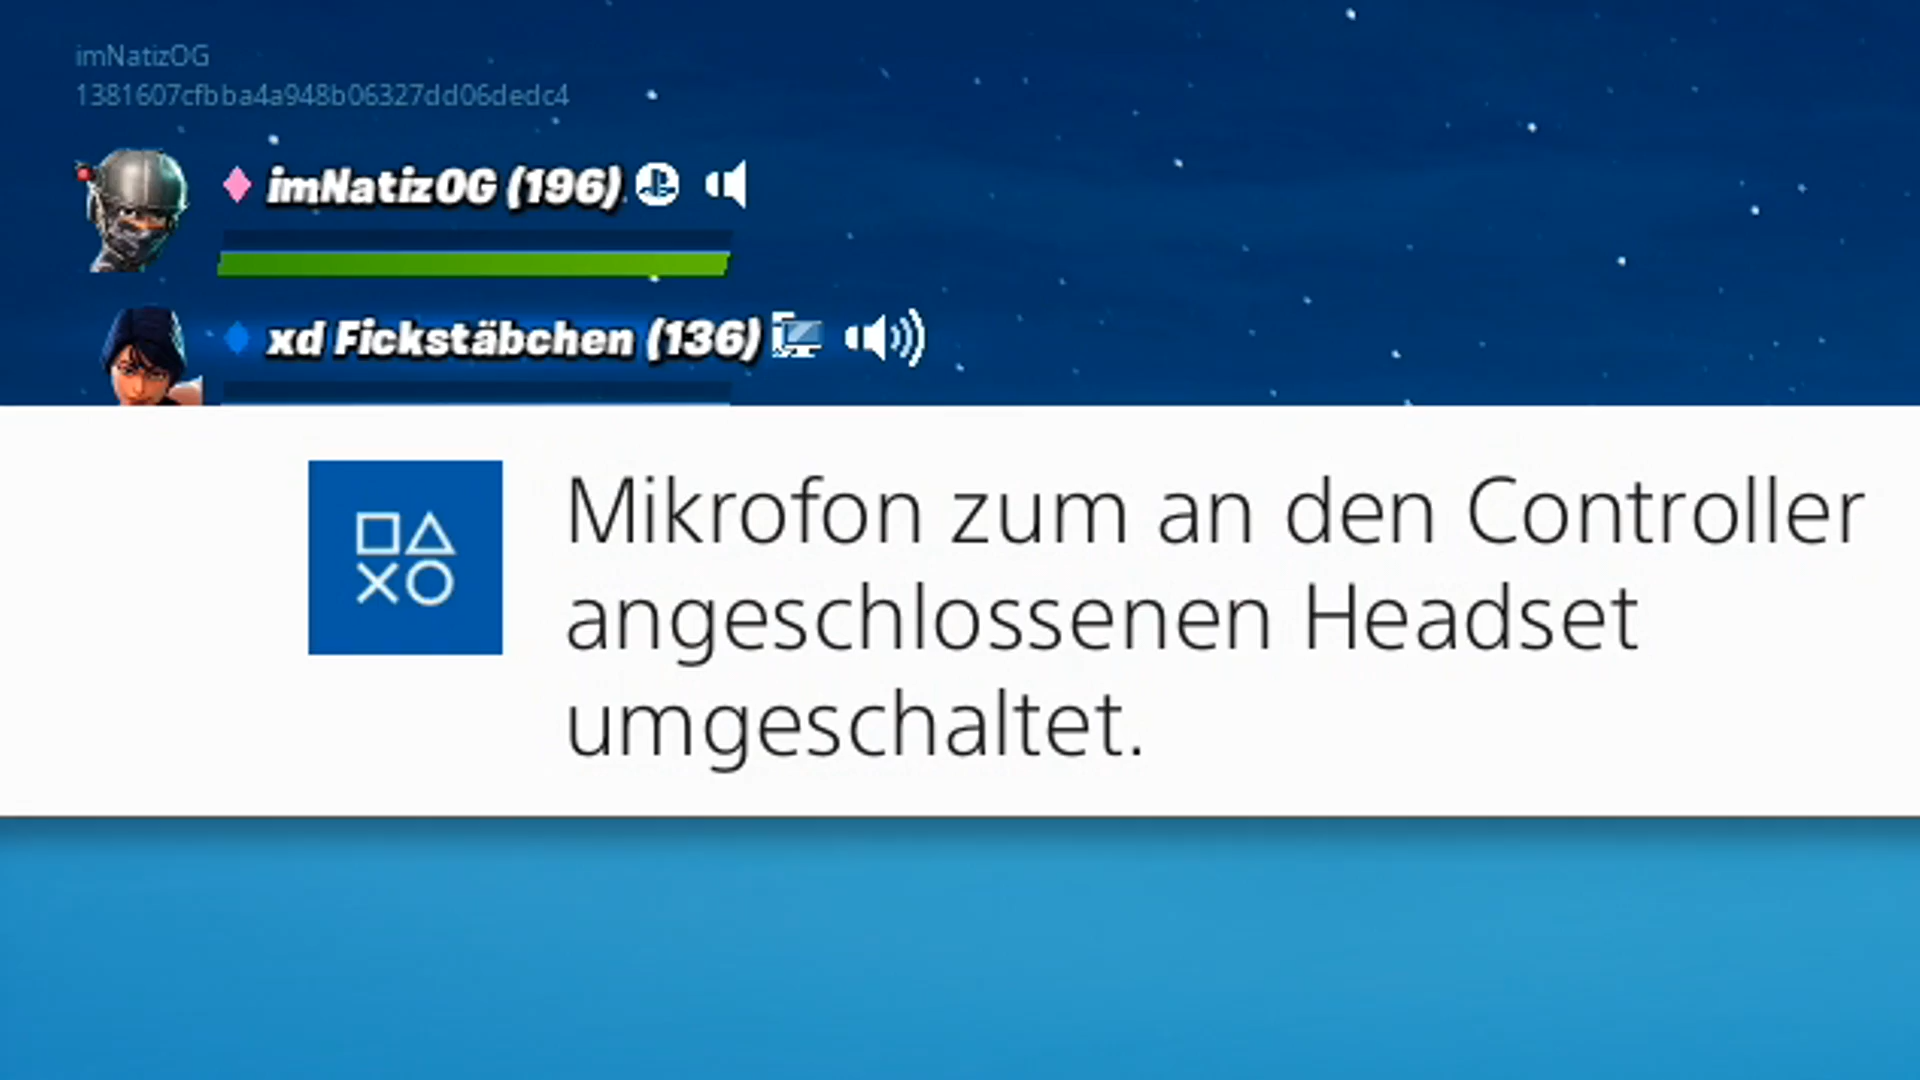 imNatizOG
1381607cfbba4a948b06327dd06dedc4
imNatizOG (196)
xd Fickstäbchen (136)
Mikrofon zum an den Controller
angeschlossenen Headset
umgeschaltet.